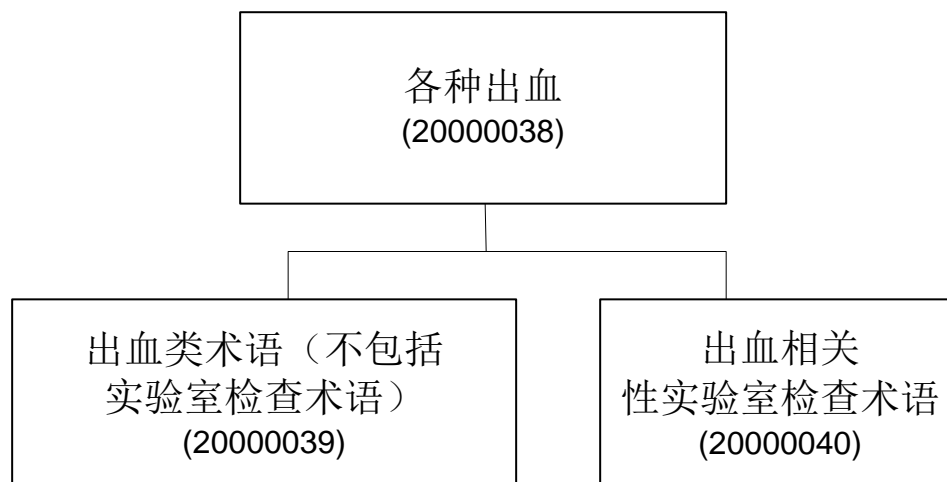 各种出血
(20000038)
出血类术语（不包括
实验室检查术语）
(20000039)
出血相关
性实验室检查术语
(20000040)